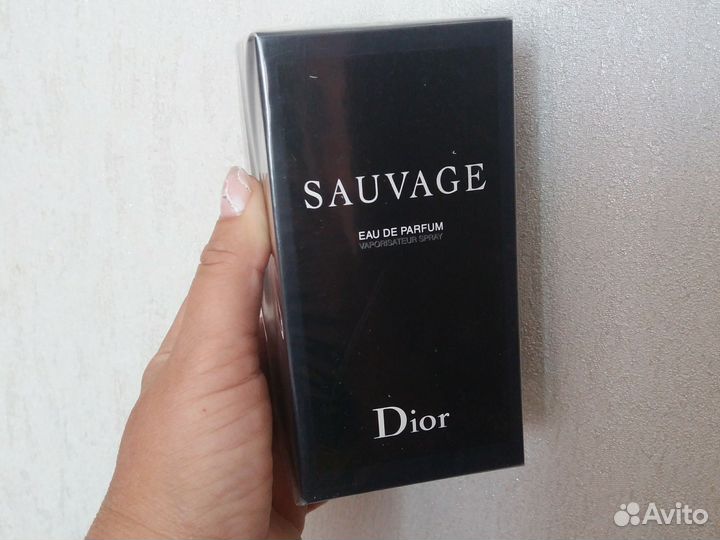 SAUVAGE
EAU DE PARFUM
VAPORISATEUR SPRAY
Dior
Avito